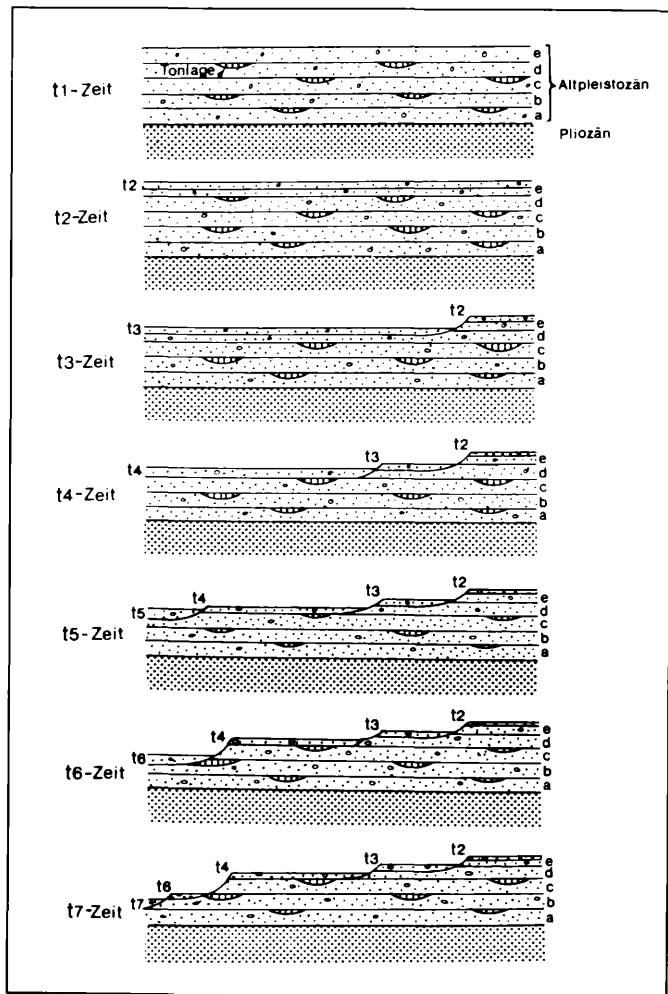 e
Tonlage d
t1-Zeit c Altpleistozän
b
a
Pliozän
t2 e
d
t2-Zeit c
b
a
t2
t3 e
d
t3-Zeit c
b
a
t2
t3 e
t4 d
t4-Zeit c
b
a
t2
t3 e
t4 d
t5 c
t5-Zeit b
a
t2
t3 e
t4 d
t6 c
t6-Zeit b
a
t2
t3 e
t4 d
t6 c
t7 b
t7-Zeit a